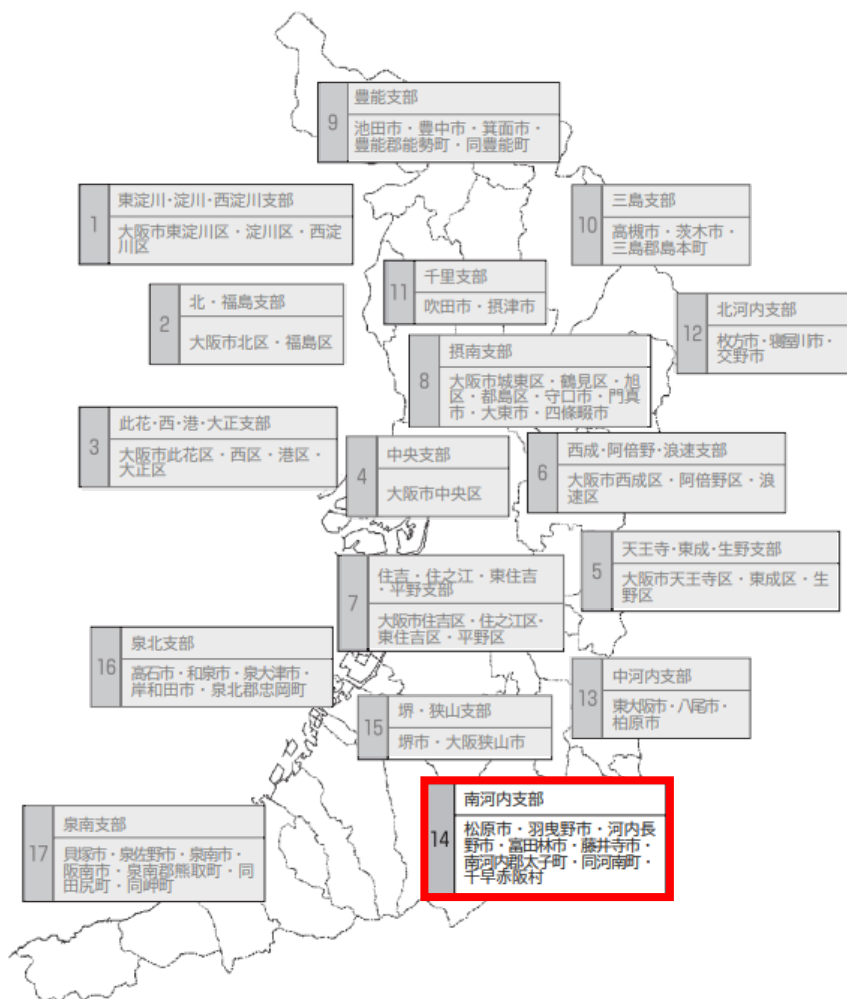 9
豊能支部
池田市・豊中市・箕面市・
豊能郡能勢町・同豊能町
1
東淀川・淀川・西淀川支部
大阪市東淀川区・淀川区・西淀
川区
10
三島支部
高槻市・茨木市・
三島郡島本町
11
千里支部
吹田市・摂津市
2
北・福島支部
大阪市北区・福島区
12
北河内支部
枚方市・寝屋川市・
交野市
8
摂南支部
大阪市城東区・鶴見区・旭
区・都島区・守口市・門真
市・大東市・四條畷市
3
此花・西・港・大正支部
大阪市此花区・西区・港区・
大正区
4
中央支部
大阪市中央区
6
西成・阿倍野・浪速支部
大阪市西成区・阿倍野区・浪
速区
5
天王寺・東成・生野支部
大阪市天王寺区・東成区・生
野区
7
住吉・住之江・東住吉
・平野支部
大阪市住吉区・住之江区・
東住吉区・平野区
16
泉北支部
高石市・和泉市・泉大津市・
岸和田市・泉北郡忠岡町
13
中河内支部
東大阪市・八尾市・
柏原市
15
堺・狭山支部
堺市・大阪狭山市
14
南河内支部
松原市・羽曳野市・河内長
野市・富田林市・藤井寺市・
南河内郡太子町・同河南町・
千早赤阪村
17
泉南支部
貝塚市・泉佐野市・泉南市・
阪南市・泉南郡熊取町・同
田尻町・同岬町